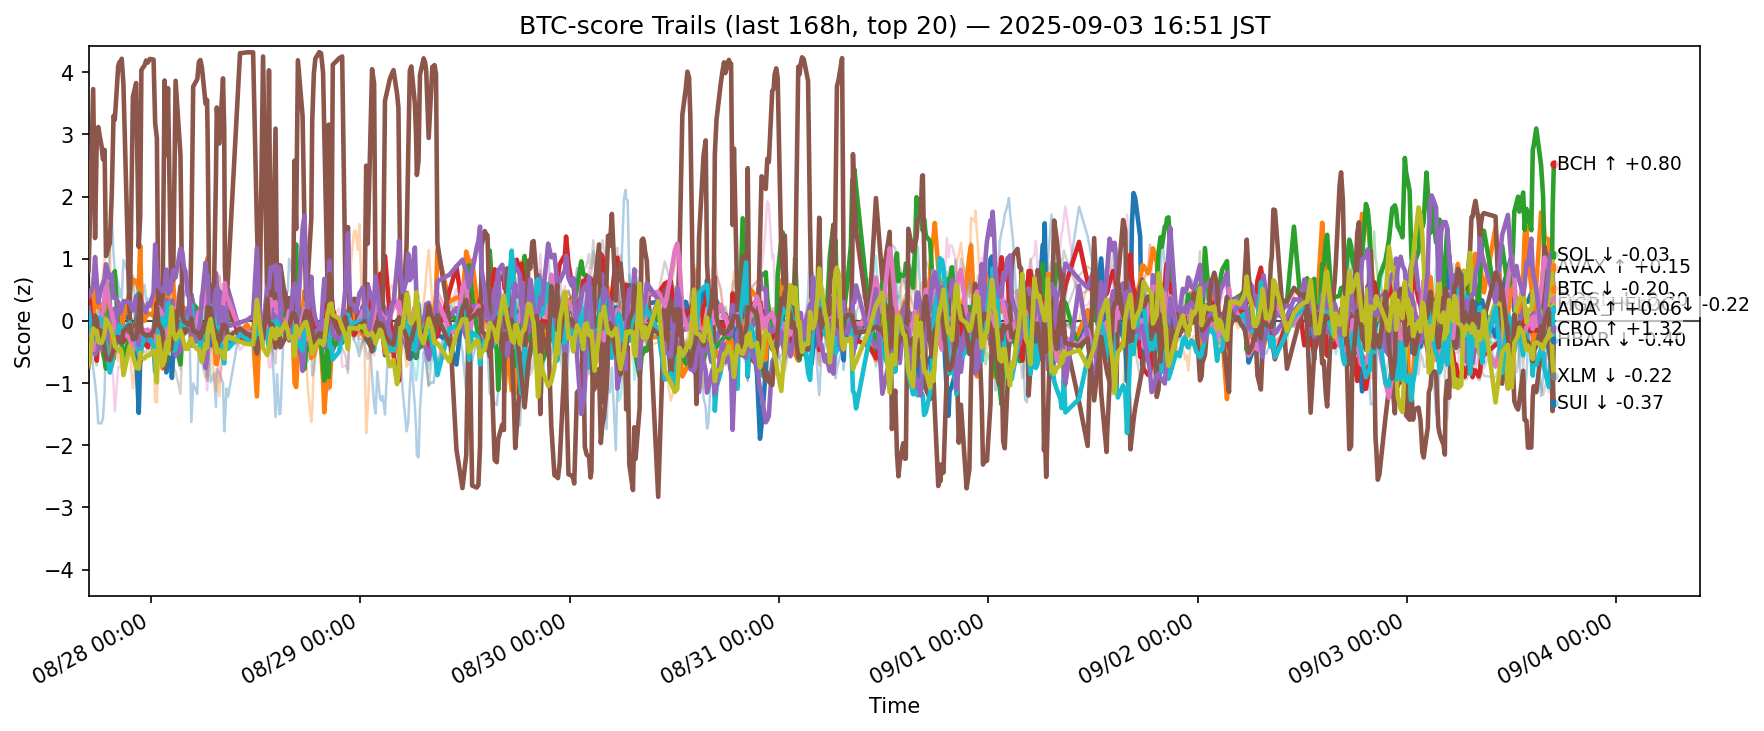 BTC-score Trails (last 168h, top 20) — 2025-09-03 16:51 JST
4
3
2
1
0
−1
−2
−3
−4
Score (z)
BCH ↑ +0.80
SOL ↓ -0.03
AVAX ↑ +0.15
BTC ↓ -0.20
↓ -0.22
ADA ↑ +0.06
CRO ↑ +1.32
HBAR ↓ -0.40
XLM ↓ -0.22
SUI ↓ -0.37
08/28 00:00
08/29 00:00
08/30 00:00
08/31 00:00
09/01 00:00
09/02 00:00
09/03 00:00
09/04 00:00
Time